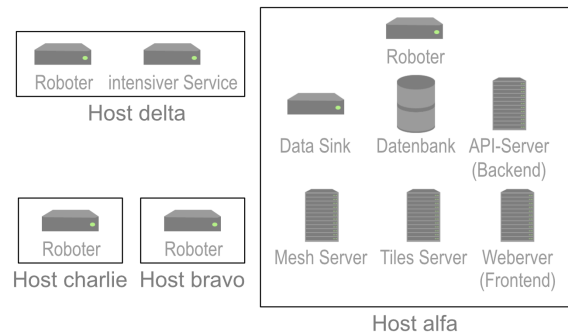 Roboter
intensiver Service
Host delta
Roboter
Host charlie
Roboter
Host bravo
Roboter
Data Sink
Datenbank
API-Server
(Backend)
Mesh Server
Tiles Server
Weberver
(Frontend)
Host alfa